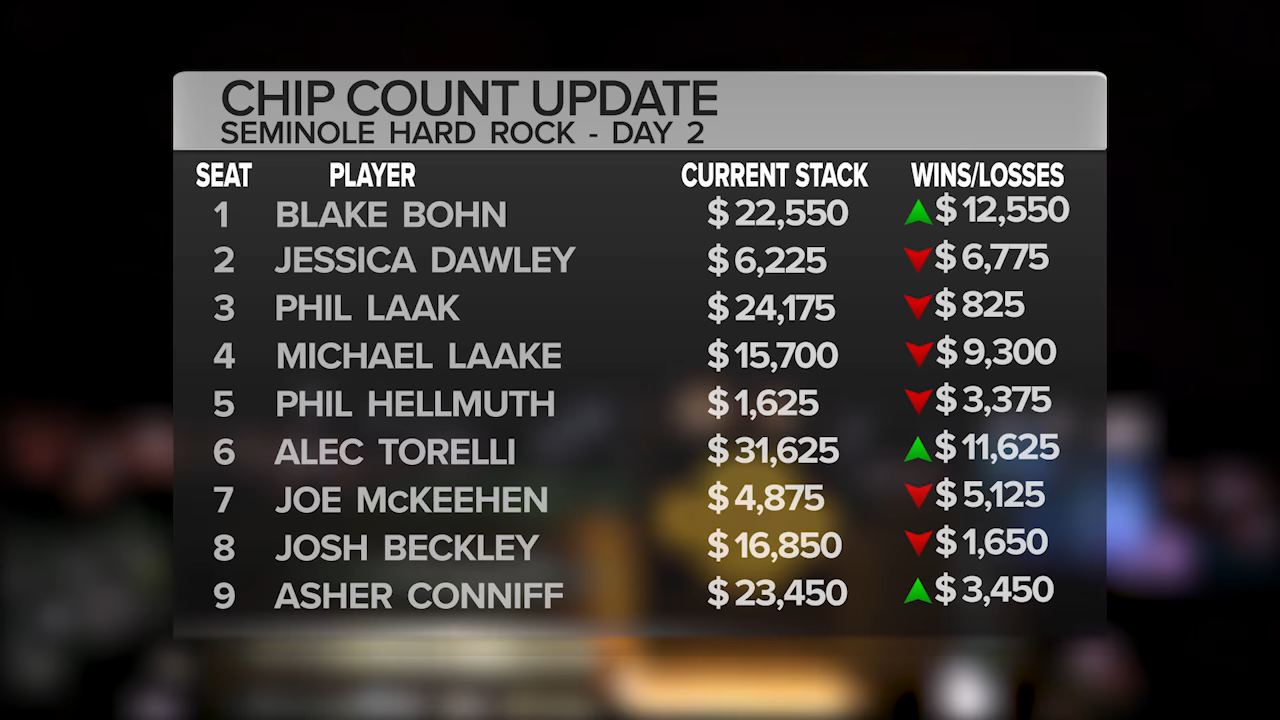 CHIP COUNT UPDATE
SEMINOLE HARD ROCK - DAY 2
SEAT PLAYER CURRENT STACK WINS/LOSSES
1 BLAKE BOHN $22,550 $12,550
2 JESSICA DAWLEY $6,225 $6,775
3 PHIL LAAK $24,175 $825
4 MICHAEL LAAKE $15,700 $9,300
5 PHIL HELLMUTH $1,625 $3,375
6 ALEC TORELLI $31,625 $11,625
7 JOE McKEEHEN $4,875 $5,125
8 JOSH BECKLEY $16,850 $1,650
9 ASHER CONNIFF $23,450 $3,450